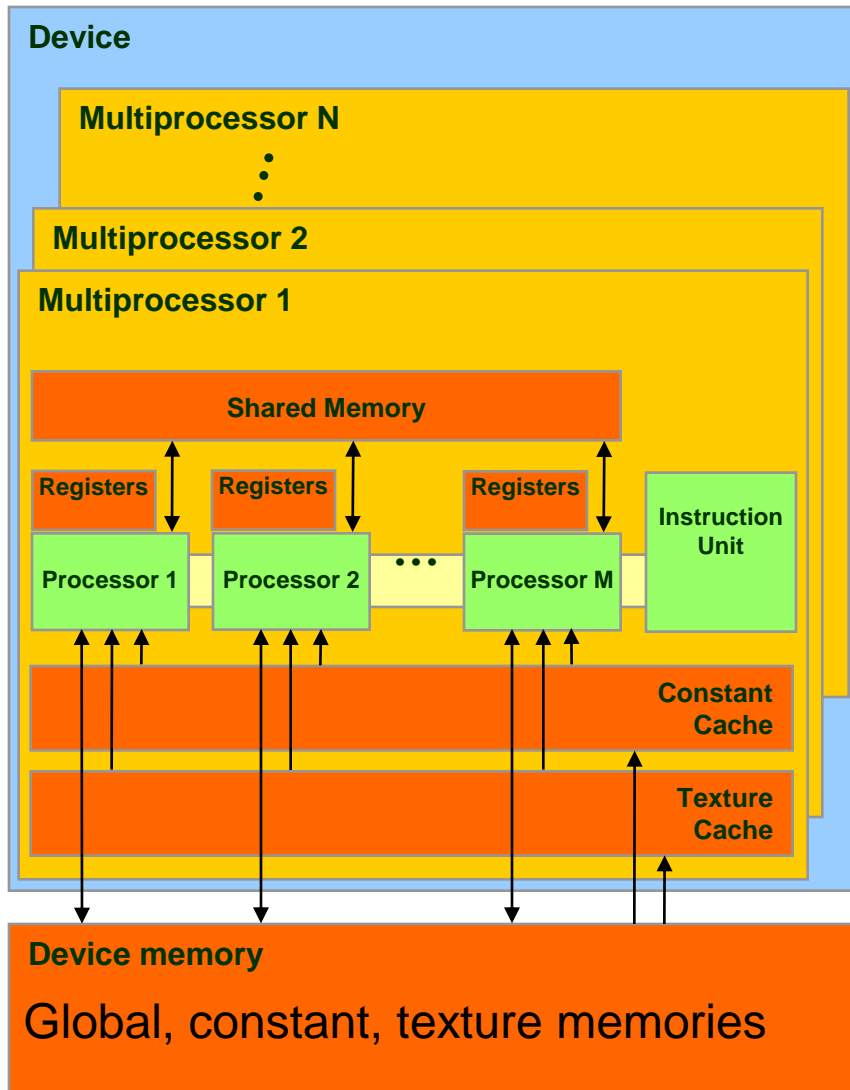 Device
Multiprocessor N
Multiprocessor 2
Multiprocessor 1
Shared Memory
Registers
Registers
Registers
Instruction
Unit
Processor 1
Processor 2
Processor M
Constant
Cache
Texture
Cache
Device memory
Global, constant, texture memories